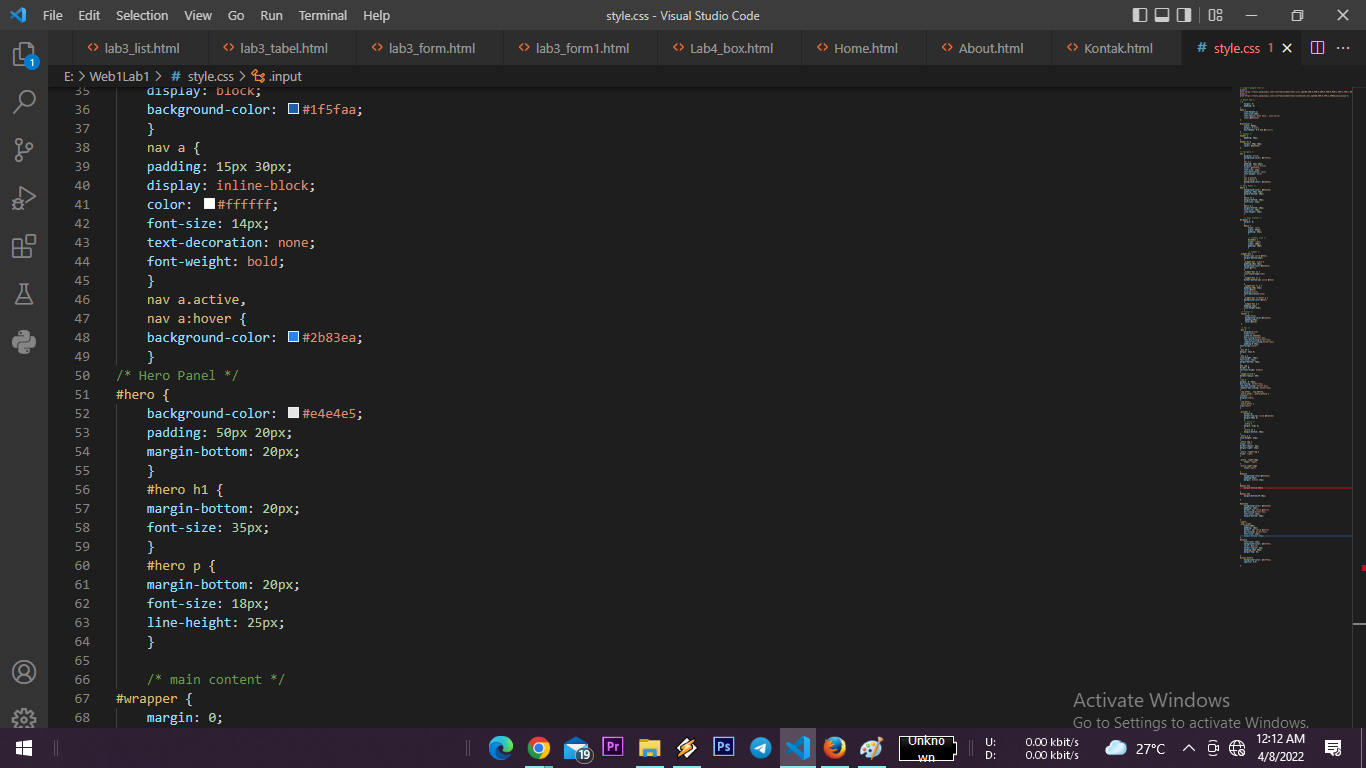 File Edit Selection View Go Run Terminal Help style.css - Visual Studio Code
lab3_list.html lab3_tabel.html lab3_form.html lab3_form1.html Lab4_box.html Home.html About.html Kontak.html # style.css 1
E: > Web1Lab1 > # style.css > .input
35 display: block;
36 background-color: #1f5faa;
37 }
38 nav a {
39 padding: 15px 30px;
40 display: inline-block;
41 color: #ffffff;
42 font-size: 14px;
43 text-decoration: none;
44 font-weight: bold;
45 }
46 nav a.active,
47 nav a:hover {
48 background-color: #2b83ea;
49 }
50 /* Hero Panel */
51 #hero {
52 background-color: #e4e4e5;
53 padding: 50px 20px;
54 margin-bottom: 20px;
55 }
56 #hero h1 {
57 margin-bottom: 20px;
58 font-size: 35px;
59 }
60 #hero p {
61 margin-bottom: 20px;
62 font-size: 18px;
63 line-height: 25px;
64 }
65
66 /* main content */
67 #wrapper {
68 margin: 0;
1
Activate Windows
Go to Settings to activate Windows.
19
Pr
Ps
Unkno
wn
U: 0.00 kbit/s
D: 0.00 kbit/s
27°C
12:12 AM
4/8/2022